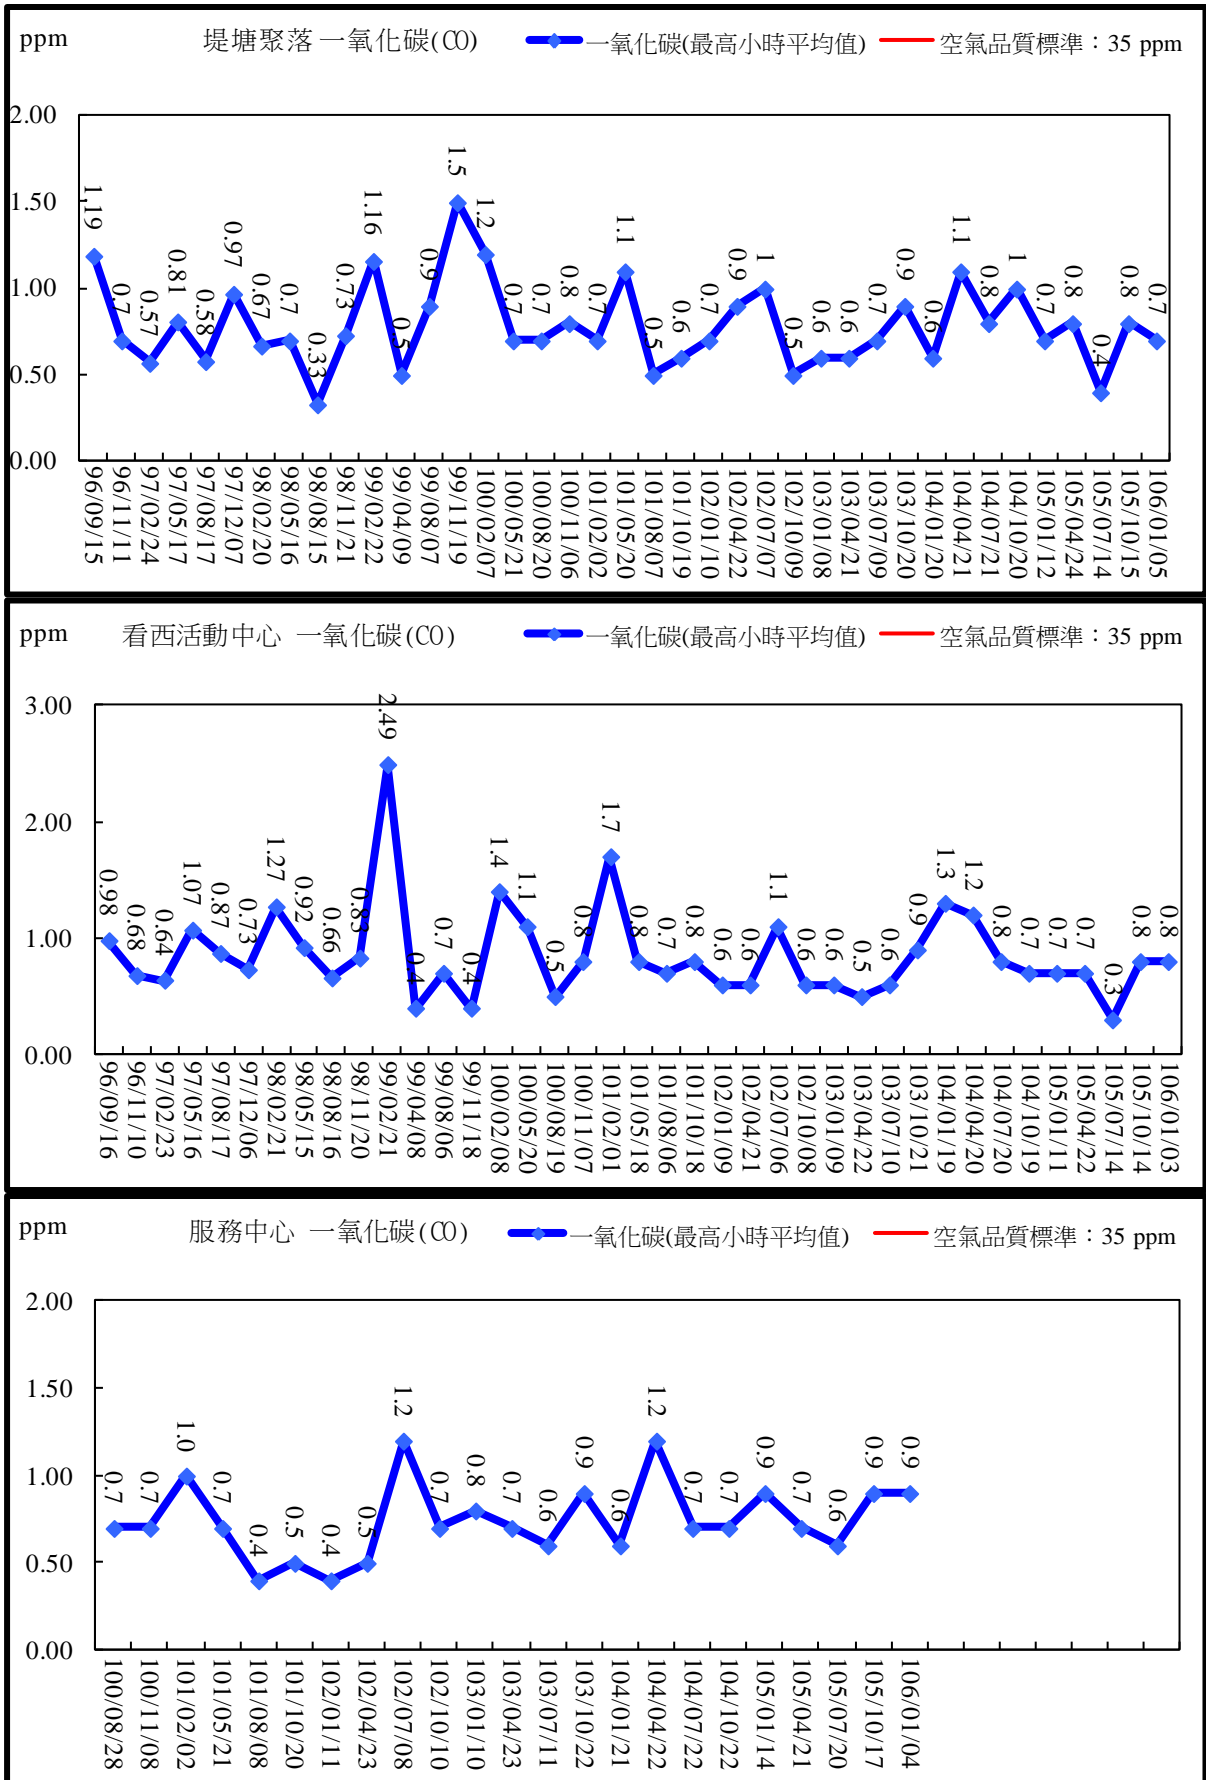 ppm 堤塘聚落 一氧化碳(CO) 一氧化碳(最高小時平均值) 空氣品質標準：35 ppm
2.00
1.50
1.00
0.50
0.00
1.19 0.7 0.57 0.81 0.58 0.97 0.67 0.7 0.33 0.73 1.16 0.5 0.9 1.5 1.2 0.7 0.7 0.8 0.7 1.1 0.5 0.6 0.7 0.9 1 0.5 0.6 0.6 0.7 0.9 0.6 1.1 0.8 1 0.7 0.8 0.4 0.8 0.7
96/09/15 96/11/11 97/02/24 97/05/17 97/08/17 97/12/07 98/02/20 98/05/16 98/08/15 98/11/21 99/02/22 99/04/09 99/08/07 99/11/19 100/02/07 100/05/21 100/08/20 100/11/06 101/02/02 101/05/20 101/08/07 101/10/19 102/01/10 102/04/22 102/07/07 102/10/09 103/01/08 103/04/21 103/07/09 103/10/20 104/01/20 104/04/21 104/07/21 104/10/20 105/01/12 105/04/24 105/07/14 105/10/15 106/01/05
ppm 看西活動中心 一氧化碳(CO) 一氧化碳(最高小時平均值) 空氣品質標準：35 ppm
3.00
2.00
1.00
0.00
0.98 0.68 0.64 1.07 0.87 0.73 1.27 0.92 0.66 0.83 2.49 0.4 0.7 0.4 1.4 1.1 0.5 0.8 1.7 0.8 0.7 0.8 0.6 0.6 1.1 0.6 0.6 0.5 0.6 0.9 1.3 1.2 0.8 0.7 0.7 0.7 0.3 0.8 0.8
96/09/16 96/11/10 97/02/23 97/05/16 97/08/17 97/12/06 98/02/21 98/05/15 98/08/16 98/11/20 99/02/21 99/04/08 99/08/06 99/11/18 100/02/08 100/05/20 100/08/19 100/11/07 101/02/01 101/05/18 101/08/06 101/10/18 102/01/09 102/04/21 102/07/06 102/10/08 103/01/09 103/04/22 103/07/10 103/10/21 104/01/19 104/04/20 104/07/20 104/10/19 105/01/11 105/04/22 105/07/14 105/10/14 106/01/03
ppm 服務中心 一氧化碳(CO) 一氧化碳(最高小時平均值) 空氣品質標準：35 ppm
2.00
1.50
1.00
0.50
0.00
0.7 0.7 1.0 0.7 0.4 0.5 0.4 0.5 1.2 0.7 0.8 0.7 0.6 0.9 0.6 1.2 0.7 0.7 0.9 0.7 0.6 0.9 0.9
100/08/28 100/11/08 101/02/02 101/05/21 101/08/08 101/10/20 102/01/11 102/04/23 102/07/08 102/10/10 103/01/10 103/04/23 103/07/11 103/10/22 104/01/21 104/04/22 104/07/22 104/10/22 105/01/14 105/04/21 105/07/20 105/10/17 106/01/04